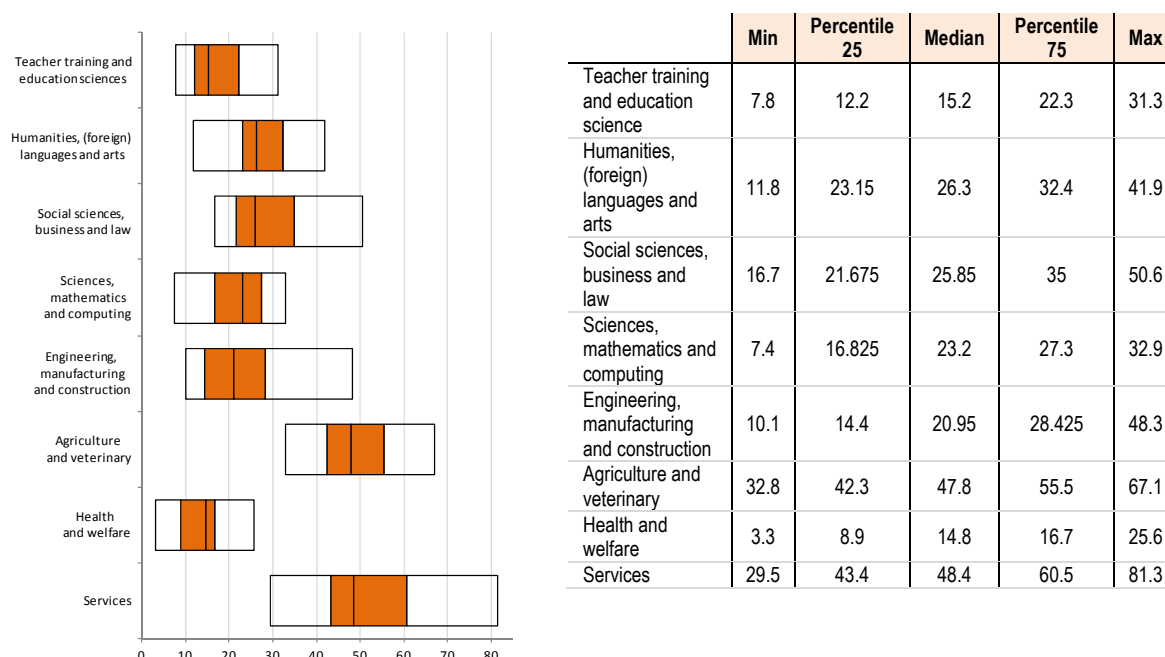 Teacher training and
education sciences
Humanities, (foreign)
languages and arts
Social sciences,
business and law
Sciences,
mathematics
and computing
Engineering,
manufacturing
and construction
Agriculture
and veterinary
Health
and welfare
Services
0 10 20 30 40 50 60 70 80
Min Percentile 25 Median Percentile 75 Max
Teacher training
and education
science
7.8 12.2 15.2 22.3 31.3
Humanities,
(foreign)
languages and
arts
11.8 23.15 26.3 32.4 41.9
Social sciences,
business and
law
16.7 21.675 25.85 35 50.6
Sciences,
mathematics and
computing
7.4 16.825 23.2 27.3 32.9
Engineering,
manufacturing
and construction
10.1 14.4 20.95 28.425 48.3
Agriculture and
veterinary
32.8 42.3 47.8 55.5 67.1
Health and
welfare
3.3 8.9 14.8 16.7 25.6
Services 29.5 43.4 48.4 60.5 81.3